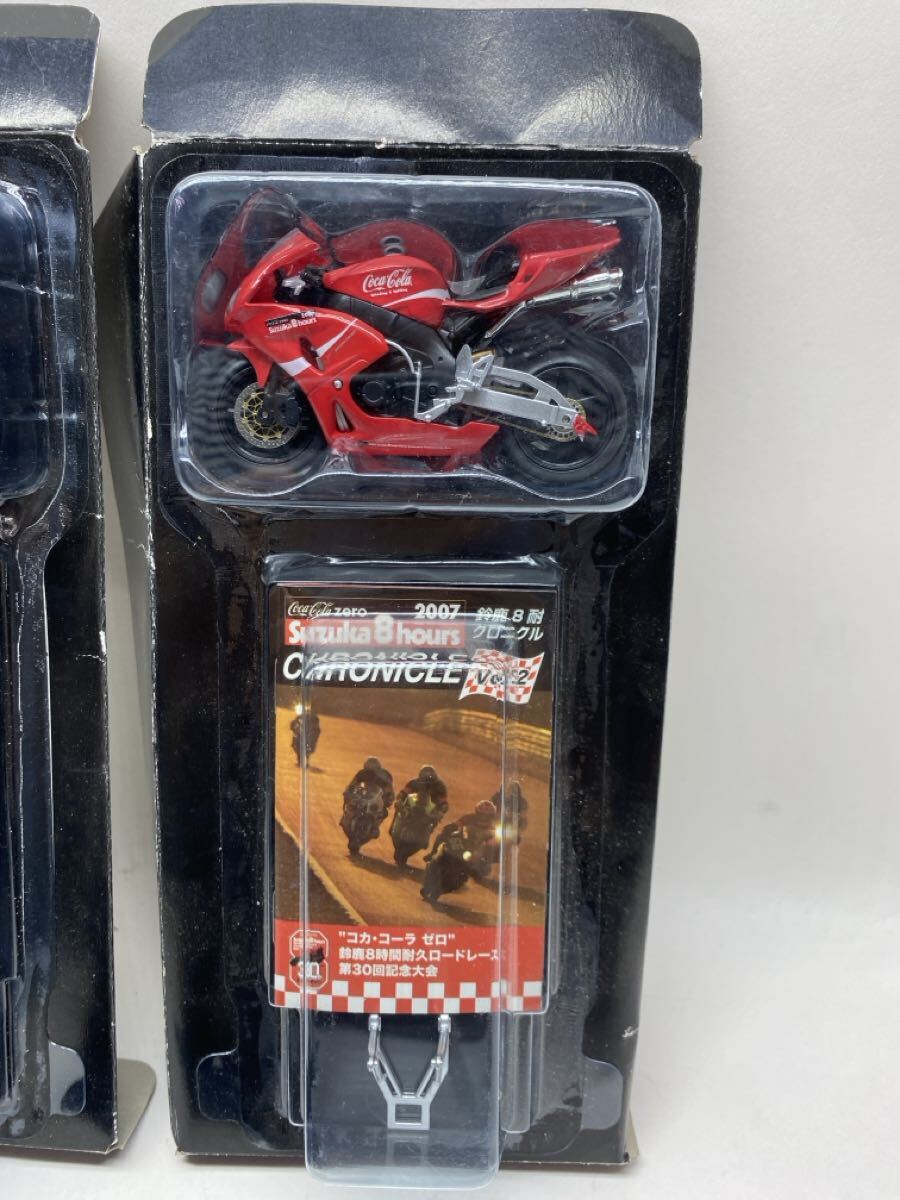 Coca-Cola
Suzuka 8 hours
Coca-Cola zero 2007
Suzuka 8 hours
CHRONICLE
鈴鹿8耐
クロニクル
"コカ・コーラ ゼロ"
鈴鹿8時間耐久ロードレース
第30回記念大会
30